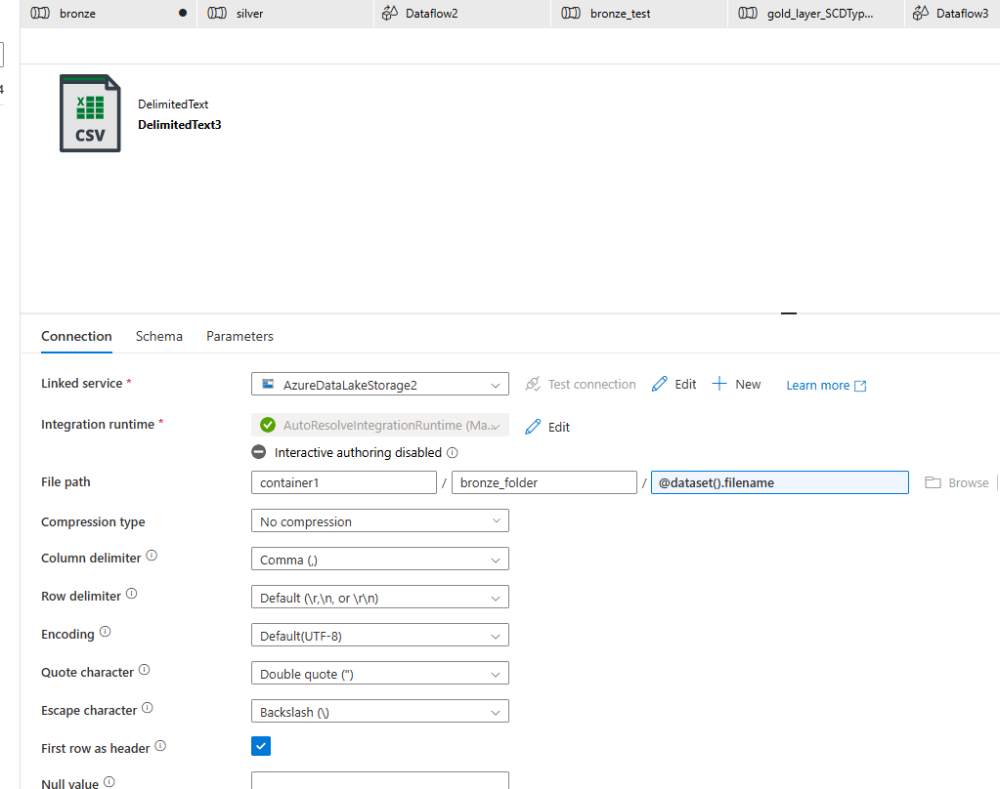 bronze
silver
Dataflow2
bronze_test
gold_layer_SCDTyp...
Dataflow3
4
CSV
DelimitedText
DelimitedText3
Connection
Schema
Parameters
Linked service *
AzureDataLakeStorage2
Test connection
Edit
New
Learn more
Integration runtime *
AutoResolveIntegrationRuntime (Ma...
Edit
Interactive authoring disabled
File path
container1 / bronze_folder / @dataset().filename
Browse
Compression type
No compression
Column delimiter
Comma (,)
Row delimiter
Default (\r,\n, or \r\n)
Encoding
Default(UTF-8)
Quote character
Double quote (")
Escape character
Backslash (\)
First row as header
Null value